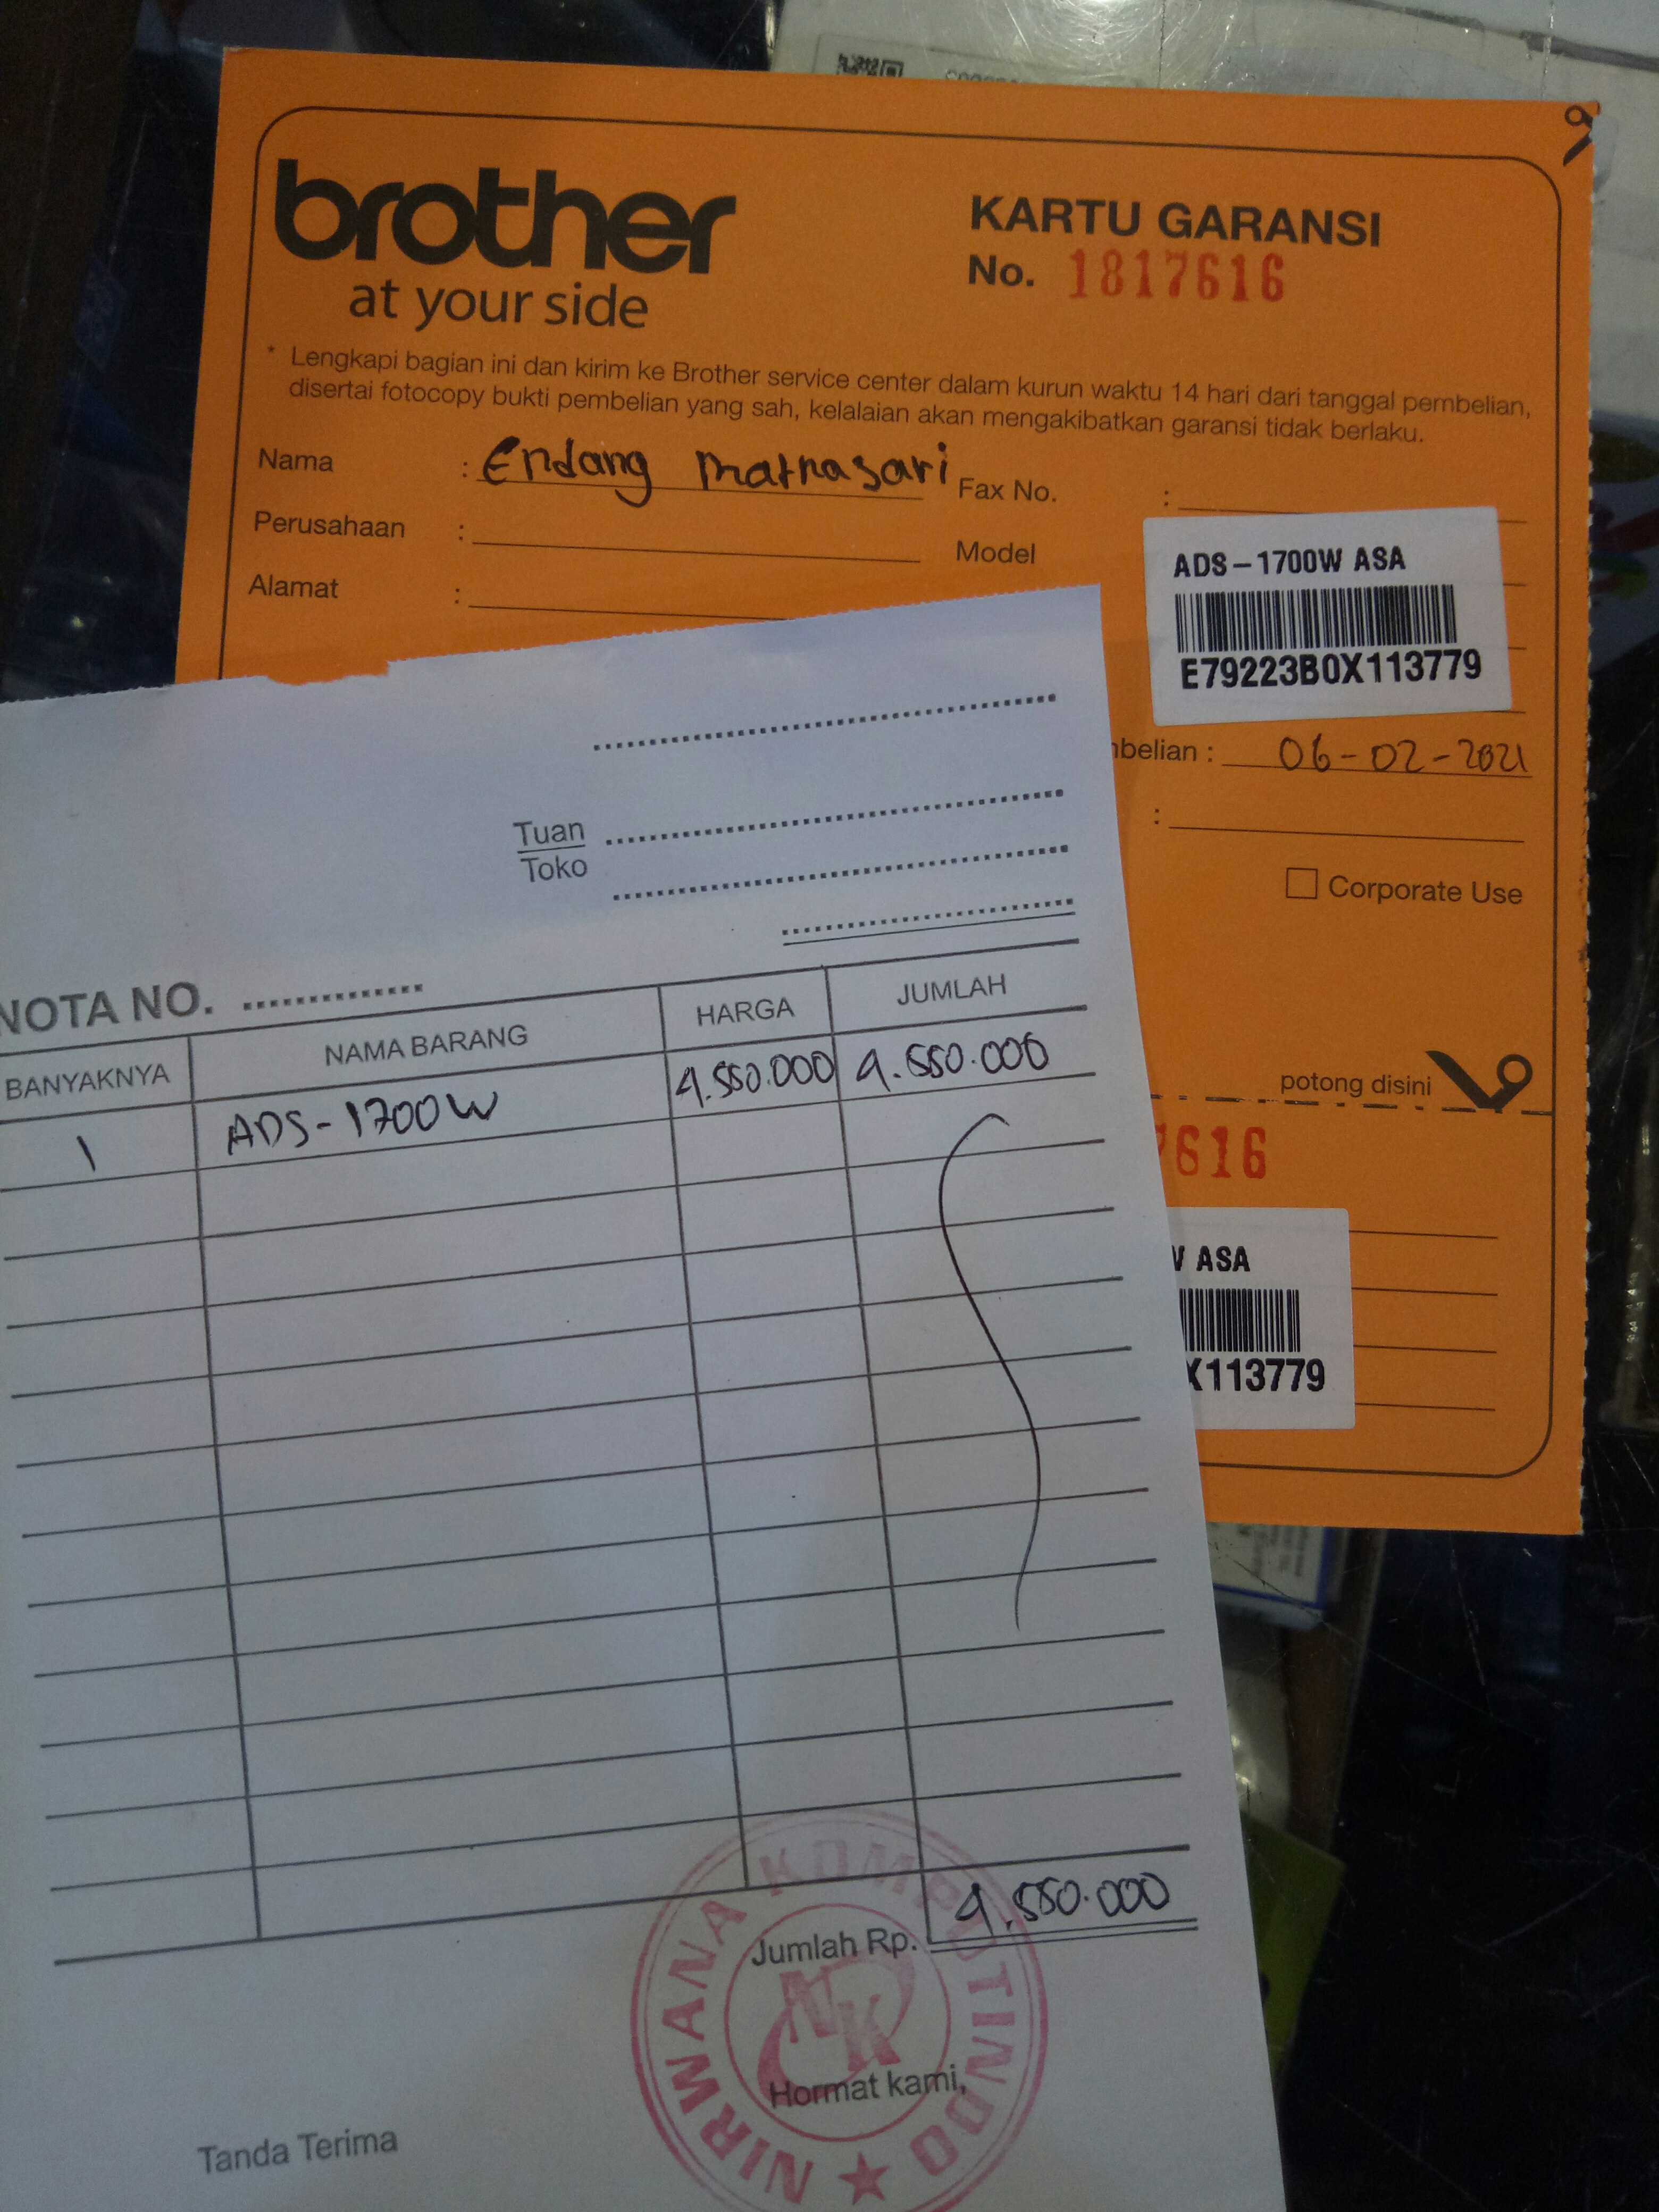 brother
at your side
KARTU GARANSI
No. 1817616
* Lengkapi bagian ini dan kirim ke Brother service center dalam kurun waktu 14 hari dari tanggal pembelian,
disertai fotocopy bukti pembelian yang sah, kelalaian akan mengakibatkan garansi tidak berlaku.
Nama : Endang
Fax No. :
Perusahaan :
Model
ADS-1700W ASA
E79223B0X113779
Alamat :
belian : 06-02-2021
:
Corporate Use
potong disini
7616
W ASA
X113779
Tuan
Toko
NOTA NO.
BANYAKNYA NAMA BARANG HARGA JUMLAH
1 ADS-1700W 4.550.000 4.550.000
Jumlah Rp. 4.550.000
NIRWANA KOMPUTINDO
NK
Hormat kami,
Tanda Terima